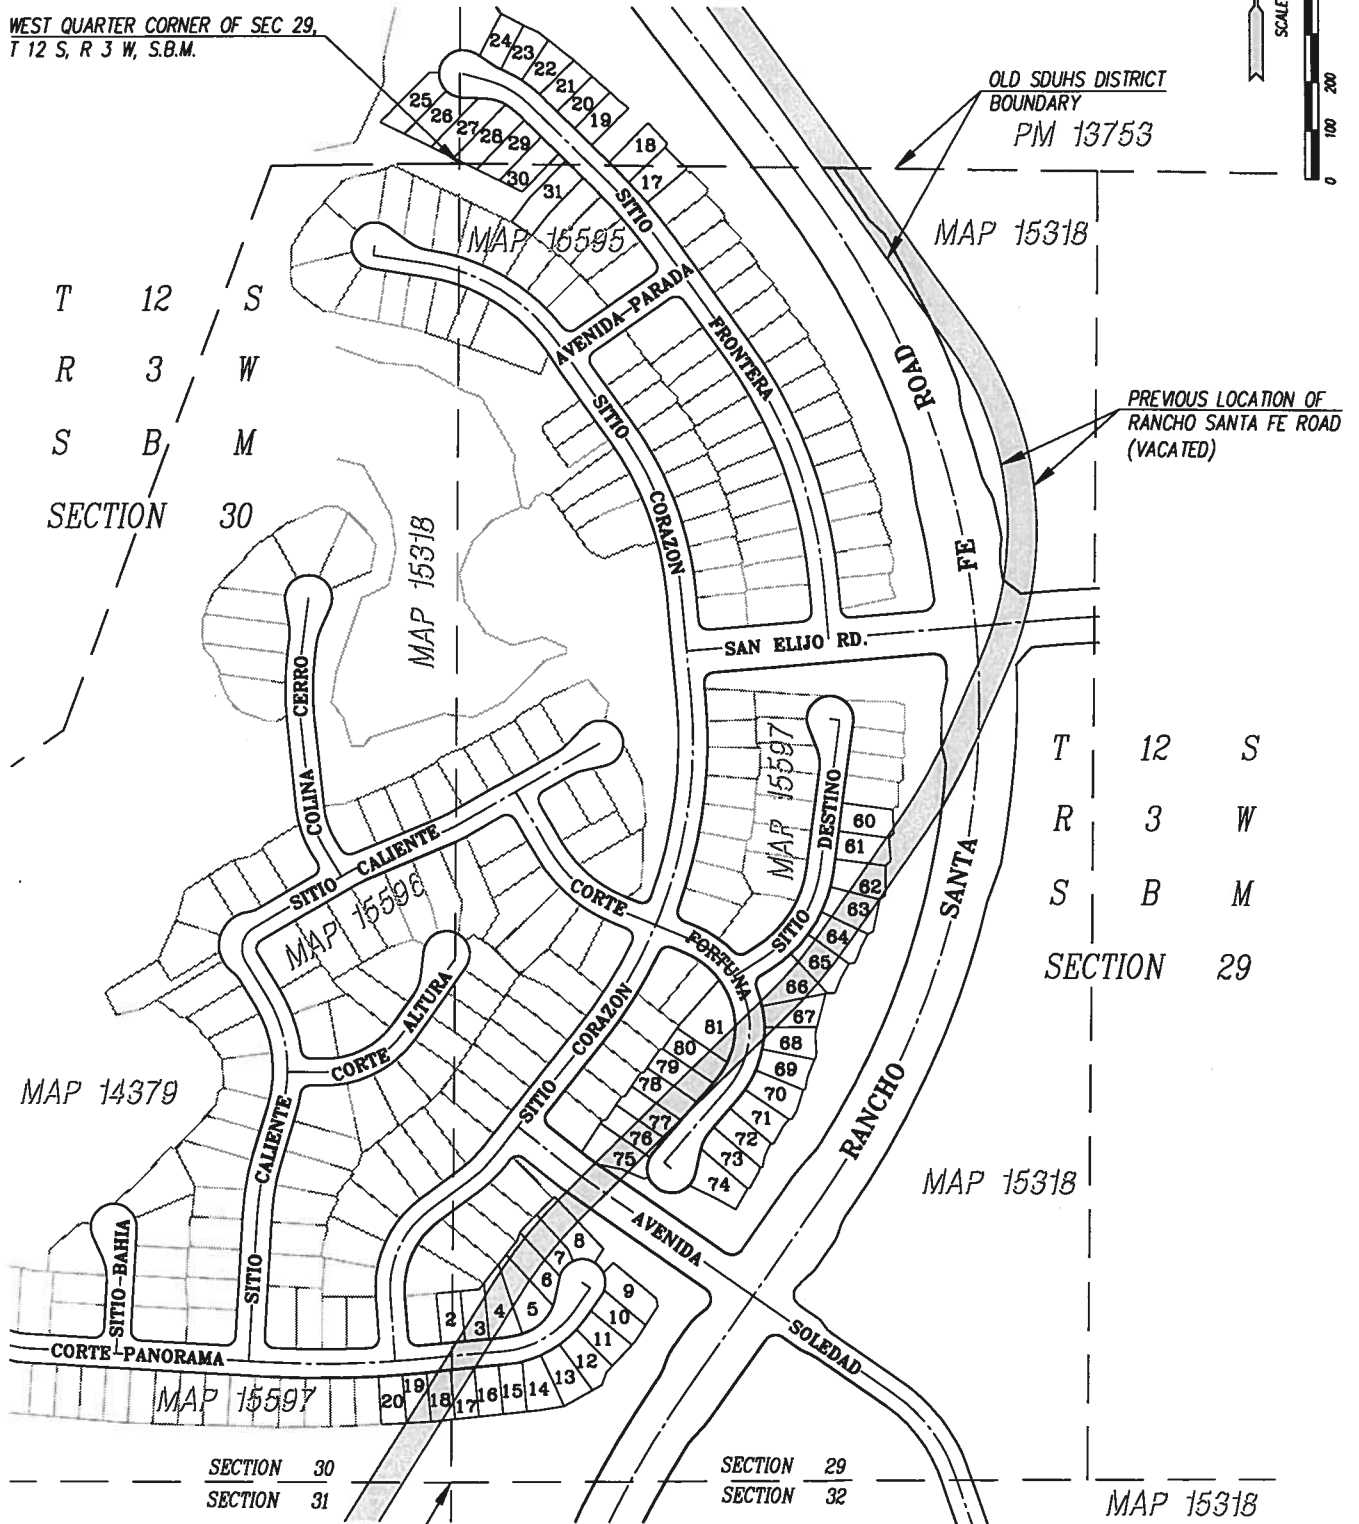 WEST QUARTER CORNER OF SEC 29,
T 12 S, R 3 W, S.B.M.
SCALE
200
100
0
OLD SDUHS DISTRICT
BOUNDARY
PM 13753
24
23
22
21
20
19
18
17
25
26
27
28
29
30
31
SITIO
MAP 15595
MAP 15318
T 12 S
R 3 W
S B M
SECTION 30
AVENIDA PARADA
FRONTERA
ROAD
PREVIOUS LOCATION OF
RANCHO SANTA FE ROAD
(VACATED)
SITIO
CORAZON
MAP 15318
FE
SAN ELIJO RD.
CERRO
COLINA
MAP 15597
DESTINO
T 12 S
R 3 W
S B M
SECTION 29
SITIO CALIENTE
MAP 15596
CORTE
FORTUNA
SITIO
SANTA
60
61
62
63
64
65
66
67
68
69
70
71
72
73
74
75
76
77
78
79
80
81
CORTE ALTURA
SITIO CORAZON
MAP 14379
SITIO CALIENTE
RANCHO
MAP 15318
SITIO BAHIA
AVENIDA
SOLEDAD
CORTE PANORAMA
MAP 15597
2
3
4
5
6
7
8
9
10
11
12
13
14
15
16
17
18
19
20
SECTION 30
SECTION 31
SECTION 29
SECTION 32
MAP 15318